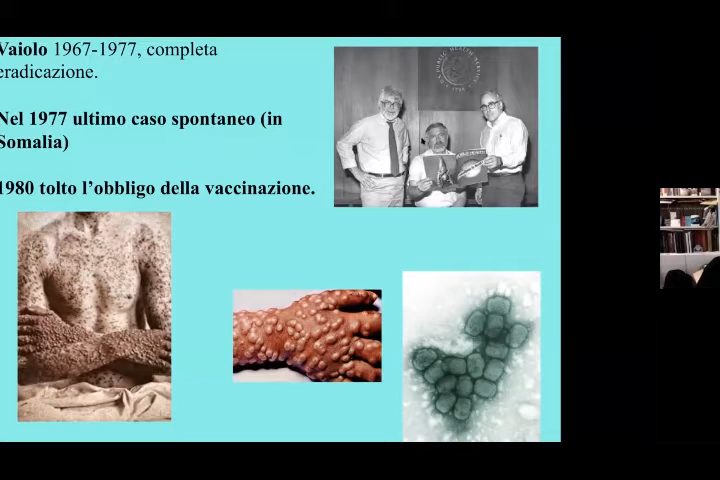 Vaiolo 1967-1977, completa
eradicazione.
Nel 1977 ultimo caso spontaneo (in
Somalia)
1980 tolto l’obbligo della vaccinazione.